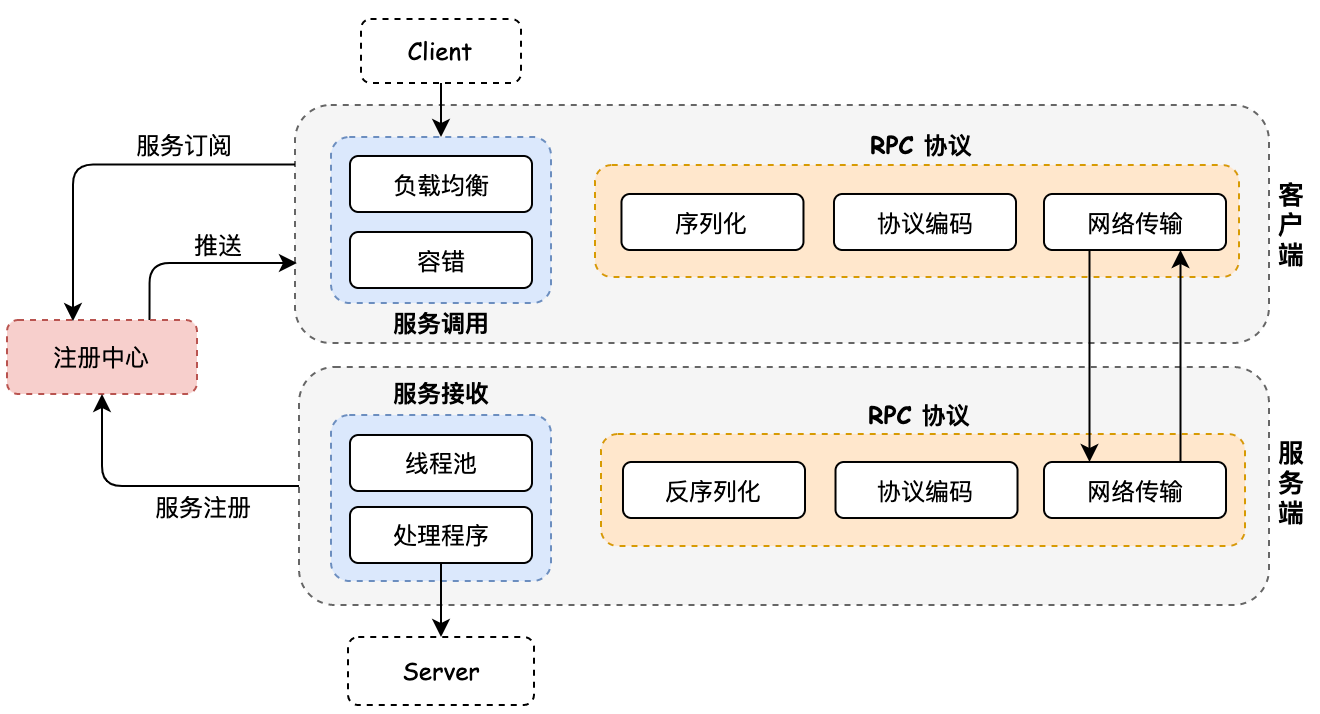 Client
服务订阅
推送
注册中心
服务注册
负载均衡
容错
服务调用
RPC 协议
序列化
协议编码
网络传输
客户端
服务接收
线程池
处理程序
RPC 协议
反序列化
协议编码
网络传输
服务端
Server